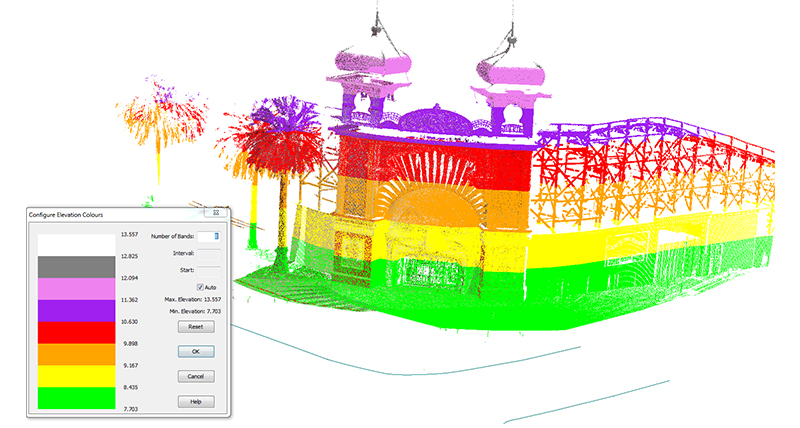 Configure Elevation Colours
13.557
12.825
12.094
11.362
10.630
9.898
9.167
8.435
7.703
Number of Bands:
Interval:
Start:
Auto
Max. Elevation: 13.557
Min. Elevation: 7.703
Reset
OK
Cancel
Help